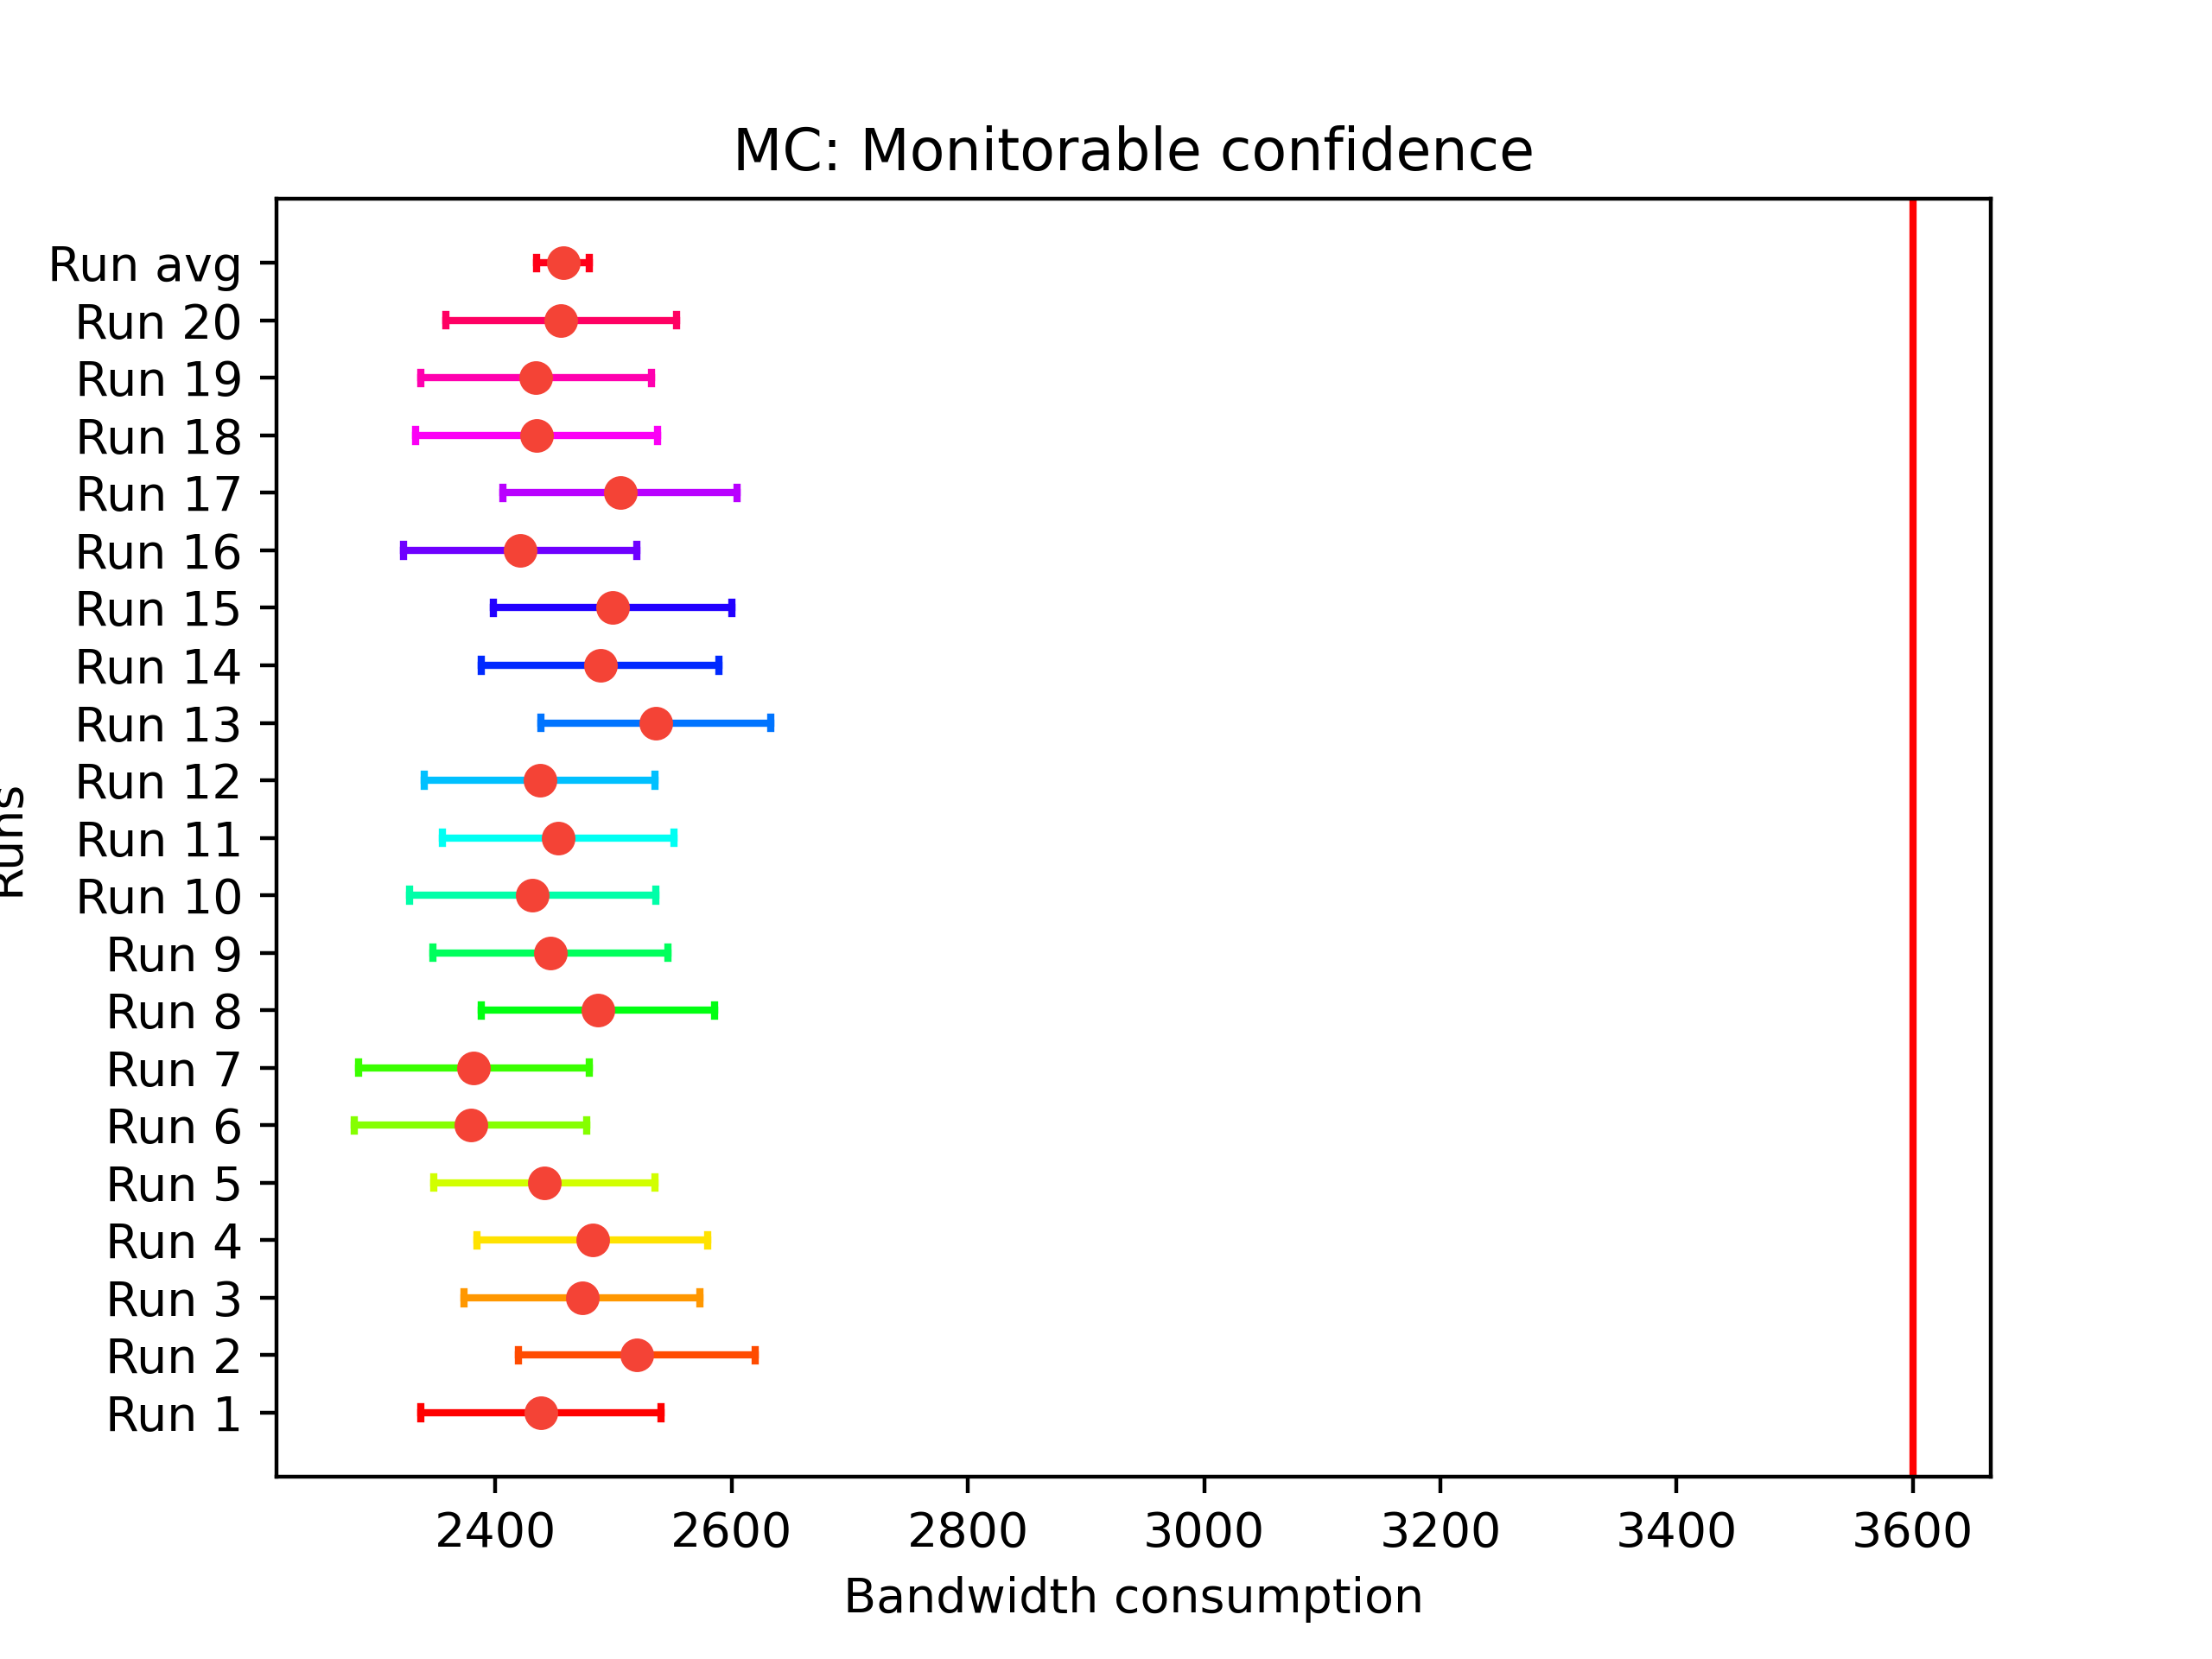 MC: Monitorable confidence
Run avg
Run 20
Run 19
Run 18
Run 17
Run 16
Run 15
Run 14
Run 13
Run 12
Run 11
Run 10
Run 9
Run 8
Run 7
Run 6
Run 5
Run 4
Run 3
Run 2
Run 1
Runs
2400 2600 2800 3000 3200 3400 3600
Bandwidth consumption